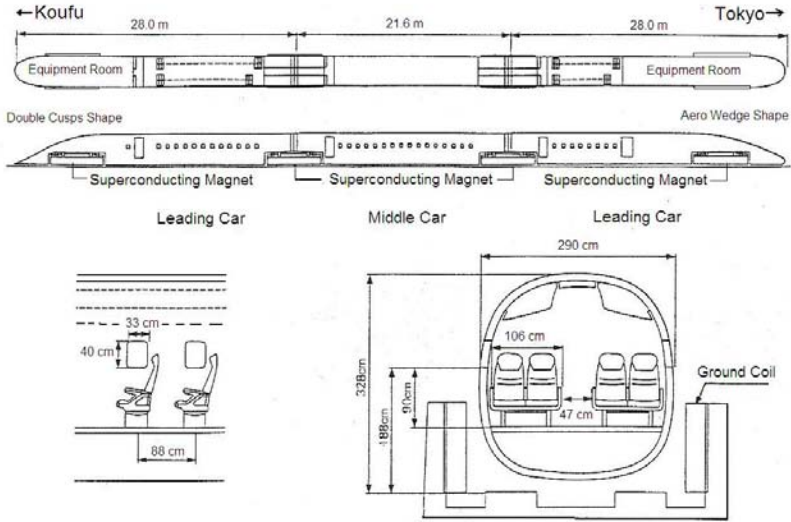 ←Koufu
Tokyo→
28.0 m
21.6 m
28.0 m
Equipment Room
Equipment Room
Double Cusps Shape
Aero Wedge Shape
Superconducting Magnet
Superconducting Magnet
Superconducting Magnet
Leading Car
Middle Car
Leading Car
290 cm
33 cm
40 cm
88 cm
106 cm
328cm
188cm
90cm
47 cm
Ground Coil